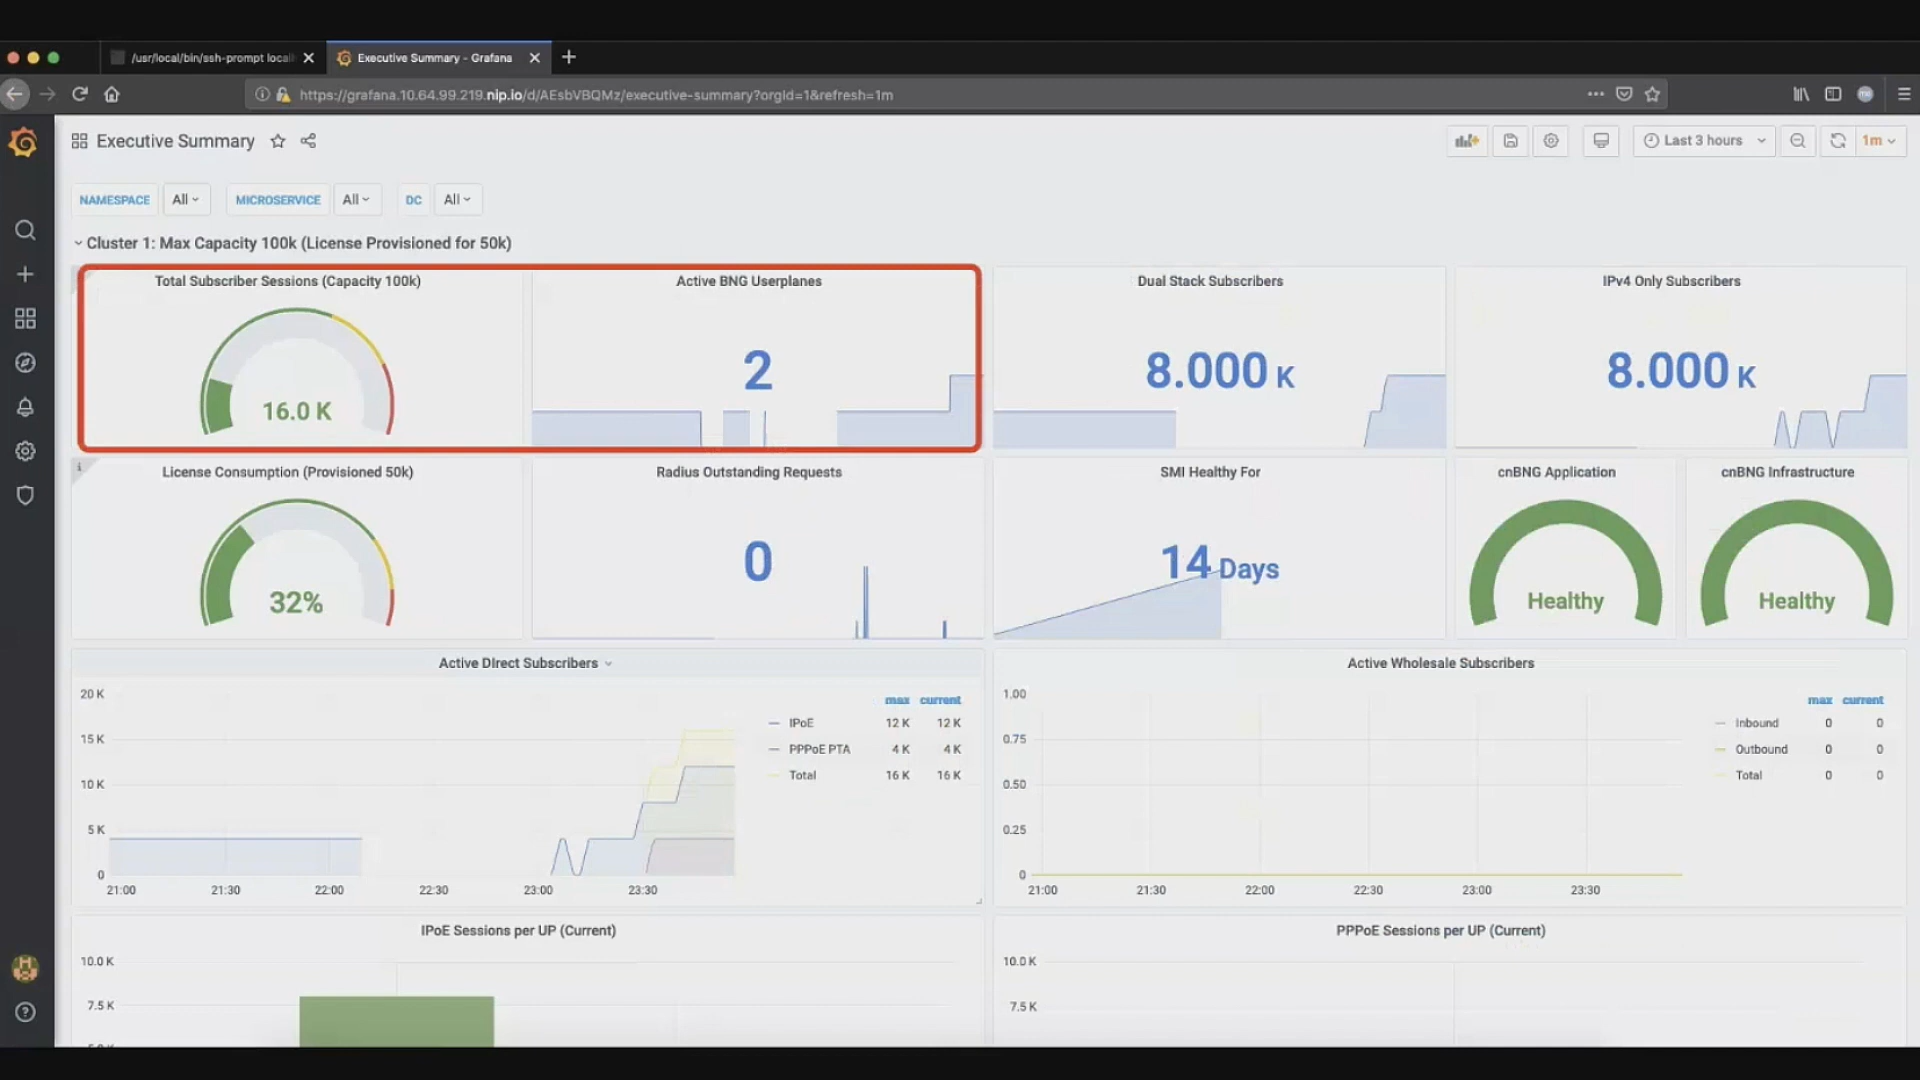 /usr/local/bin/ssh-prompt local
Executive Summary - Grafana
https://grafana.10.64.99.219.nip.io/d/AEsbVBQMz/executive-summary?orgId=1&refresh=1m
Executive Summary
Last 3 hours
1m
NAMESPACE All MICROSERVICE All DC All
Cluster 1: Max Capacity 100k (License Provisioned for 50k)
Total Subscriber Sessions (Capacity 100k)
16.0 K
Active BNG Userplanes
2
Dual Stack Subscribers
8.000 K
IPv4 Only Subscribers
8.000 K
License Consumption (Provisioned 50k)
32%
Radius Outstanding Requests
0
SMI Healthy For
14 Days
cnBNG Application
Healthy
cnBNG Infrastructure
Healthy
Active DIrect Subscribers
20 K
15 K
10 K
5 K
0
21:00 21:30 22:00 22:30 23:00 23:30
max current
IPoE 12 K 12 K
PPPoE PTA 4 K 4 K
Total 16 K 16 K
Active Wholesale Subscribers
1.00
0.75
0.50
0.25
0
21:00 21:30 22:00 22:30 23:00 23:30
max current
Inbound 0 0
Outbound 0 0
Total 0 0
IPoE Sessions per UP (Current)
10.0 K
7.5 K
PPPoE Sessions per UP (Current)
10.0 K
7.5 K